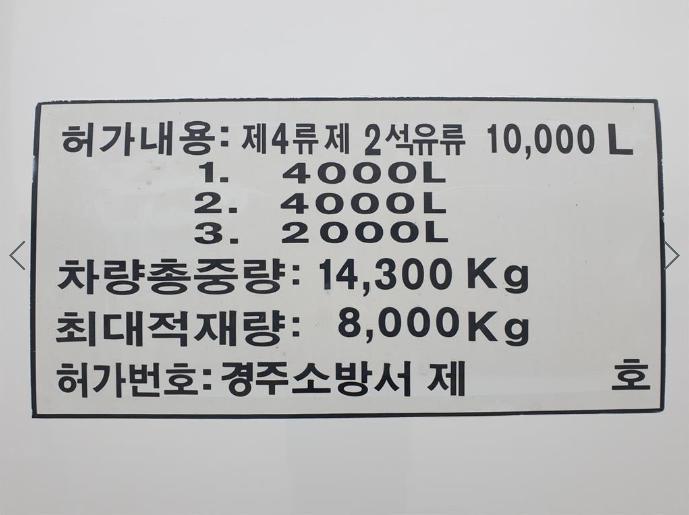 허가내용: 제4류제 2석유류 10,000 L
1. 4000L
2. 4000L
3. 2000L
차량총중량: 14,300 Kg
최대적재량: 8,000Kg
허가번호: 경주소방서 제 호